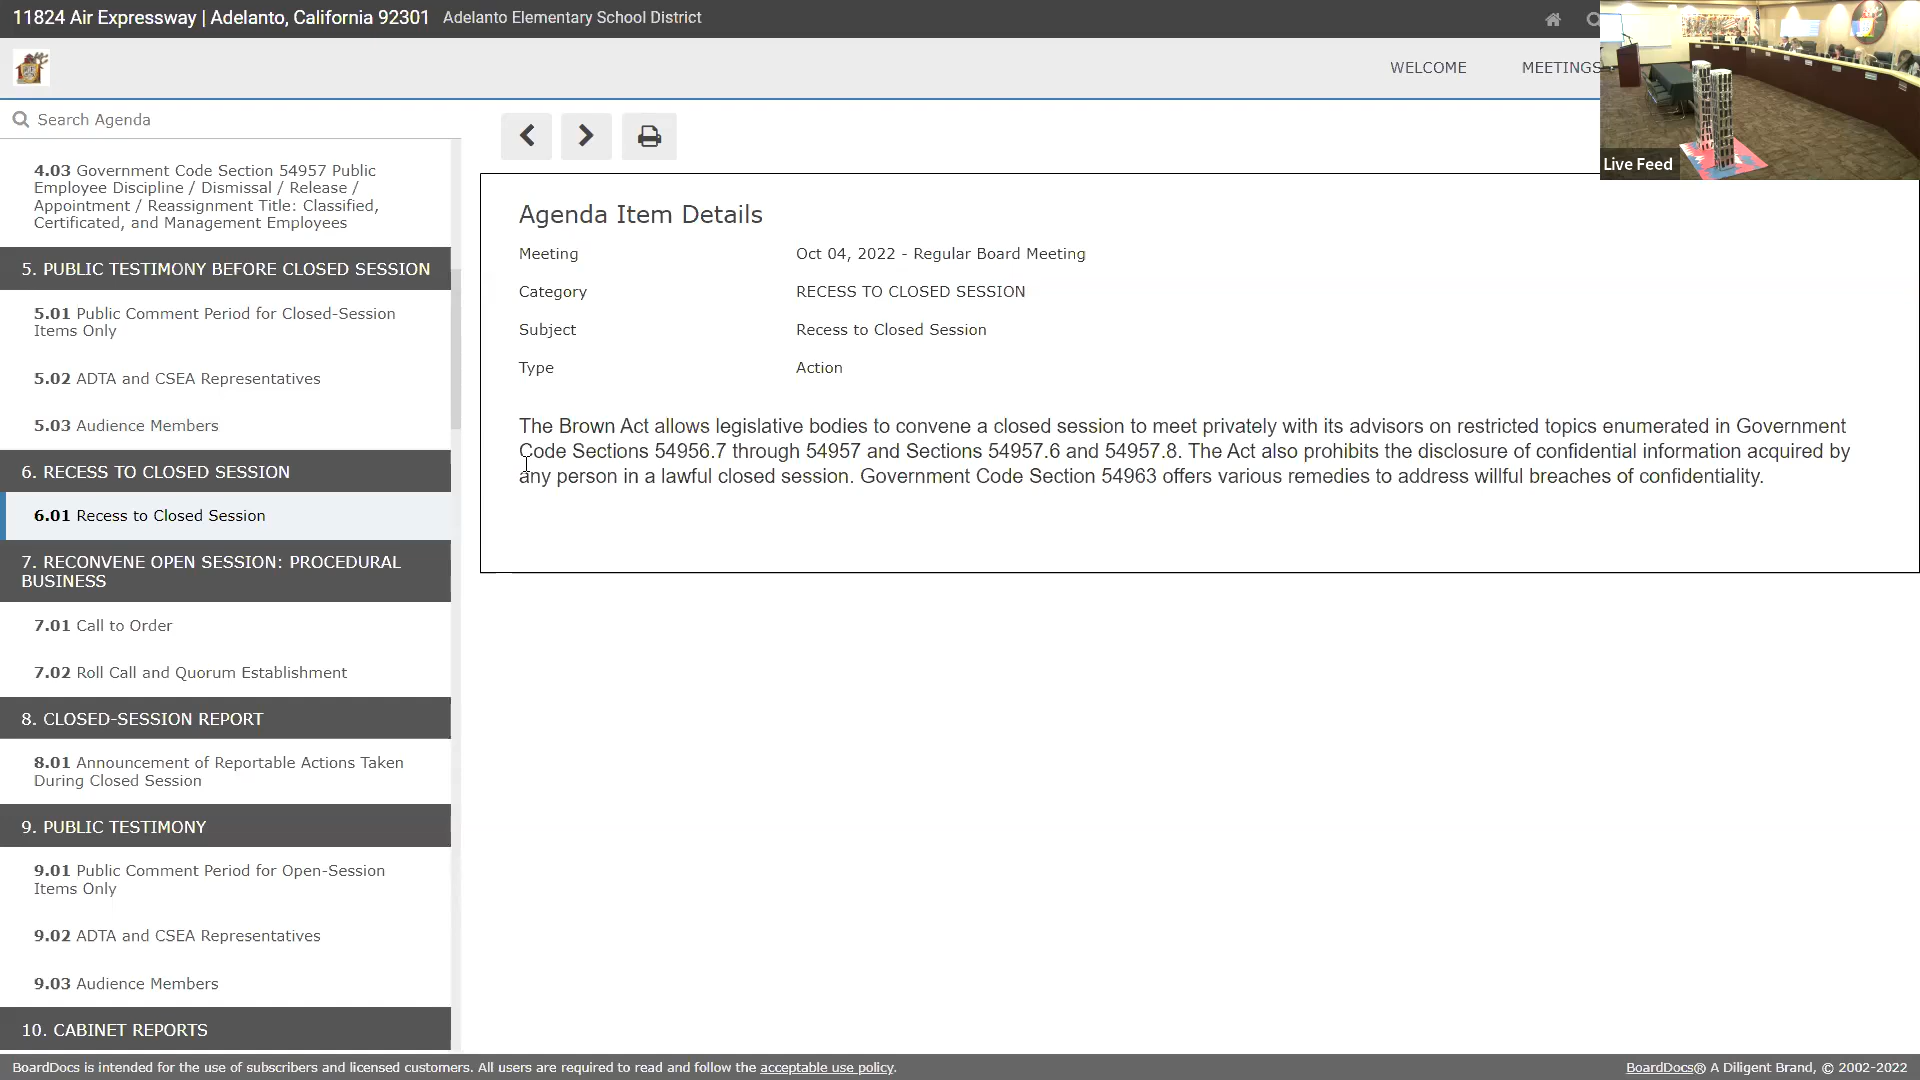 11824 Air Expressway | Adelanto, California 92301 Adelanto Elementary School District
WELCOME MEETINGS
Live Feed
Search Agenda
4.03 Government Code Section 54957 Public
Employee Discipline / Dismissal / Release /
Appointment / Reassignment Title: Classified,
Certificated, and Management Employees
5. PUBLIC TESTIMONY BEFORE CLOSED SESSION
5.01 Public Comment Period for Closed-Session
Items Only
5.02 ADTA and CSEA Representatives
5.03 Audience Members
6. RECESS TO CLOSED SESSION
6.01 Recess to Closed Session
7. RECONVENE OPEN SESSION: PROCEDURAL
BUSINESS
7.01 Call to Order
7.02 Roll Call and Quorum Establishment
8. CLOSED-SESSION REPORT
8.01 Announcement of Reportable Actions Taken
During Closed Session
9. PUBLIC TESTIMONY
9.01 Public Comment Period for Open-Session
Items Only
9.02 ADTA and CSEA Representatives
9.03 Audience Members
10. CABINET REPORTS
Agenda Item Details
Meeting Oct 04, 2022 - Regular Board Meeting
Category RECESS TO CLOSED SESSION
Subject Recess to Closed Session
Type Action
The Brown Act allows legislative bodies to convene a closed session to meet privately with its advisors on restricted topics enumerated in Government
Code Sections 54956.7 through 54957 and Sections 54957.6 and 54957.8. The Act also prohibits the disclosure of confidential information acquired by
any person in a lawful closed session. Government Code Section 54963 offers various remedies to address willful breaches of confidentiality.
BoardDocs is intended for the use of subscribers and licensed customers. All users are required to read and follow the acceptable use policy.
BoardDocs® A Diligent Brand, © 2002-2022